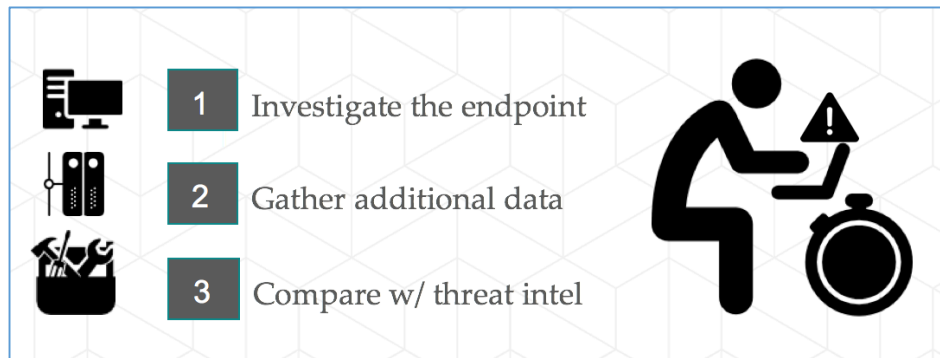 1 Investigate the endpoint
2 Gather additional data
3 Compare w/ threat intel